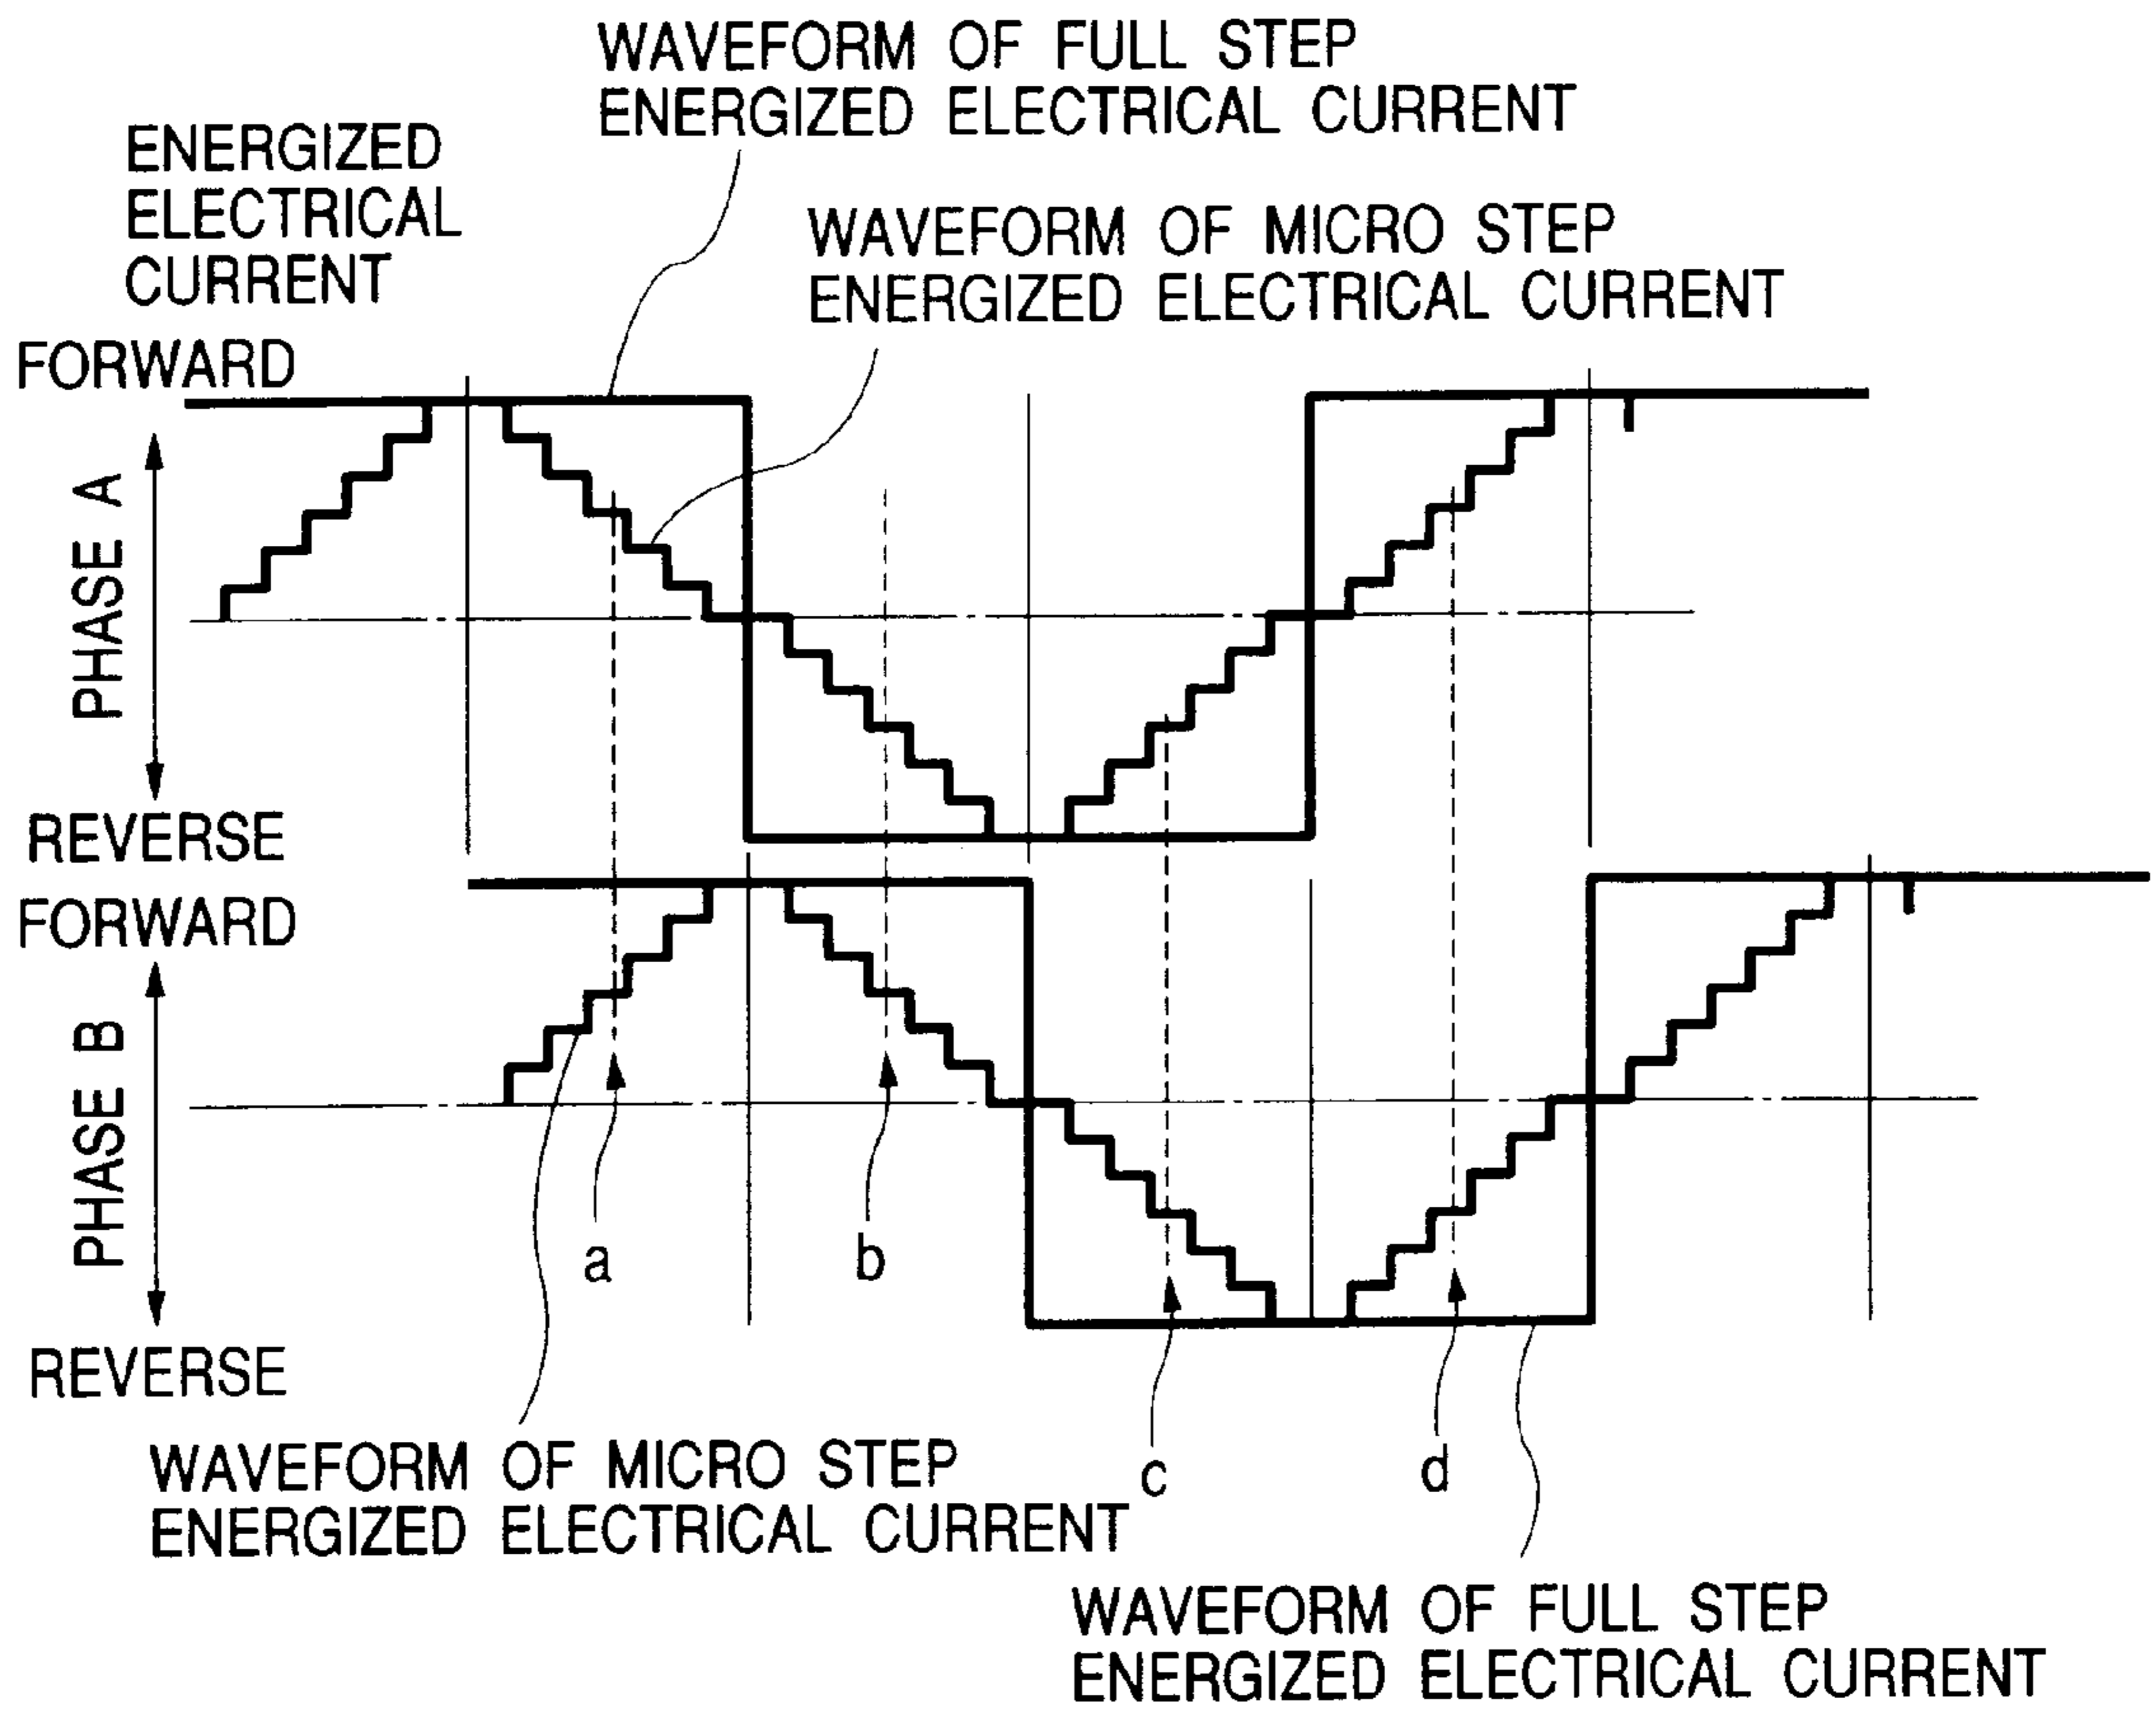 WAVEFORM OF FULL STEP
ENERGIZED ELECTRICAL CURRENT
ENERGIZED
ELECTRICAL
CURRENT
WAVEFORM OF MICRO STEP
ENERGIZED ELECTRICAL CURRENT
FORWARD
PHASE A
REVERSE
FORWARD
PHASE B
REVERSE
a
b
c
d
WAVEFORM OF MICRO STEP
ENERGIZED ELECTRICAL CURRENT
WAVEFORM OF FULL STEP
ENERGIZED ELECTRICAL CURRENT